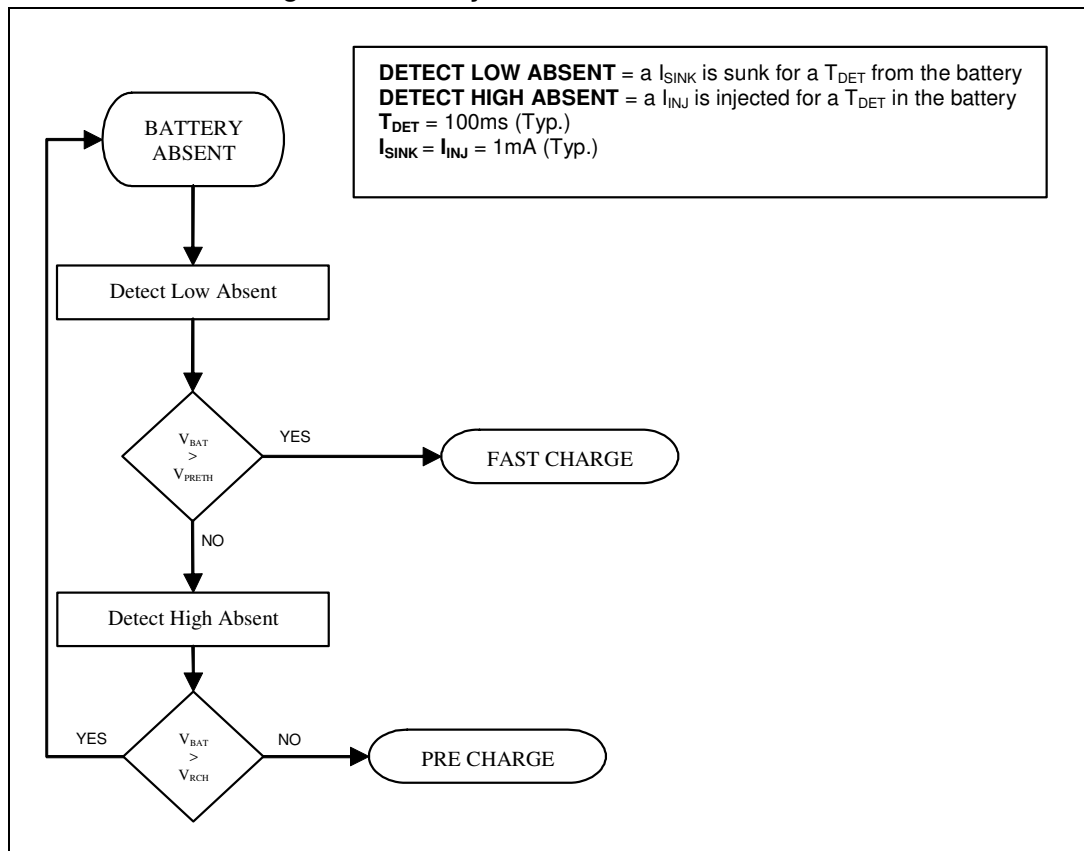 DETECT LOW ABSENT = a ISINK is sunk for a TDET from the battery
DETECT HIGH ABSENT = a IINJ is injected for a TDET in the battery
TDET = 100ms (Typ.)
ISINK = IINJ = 1mA (Typ.)
BATTERY
ABSENT
Detect Low Absent
VBAT
>
VPRETH
YES
FAST CHARGE
NO
Detect High Absent
YES
VBAT
>
VRCH
NO
PRE CHARGE